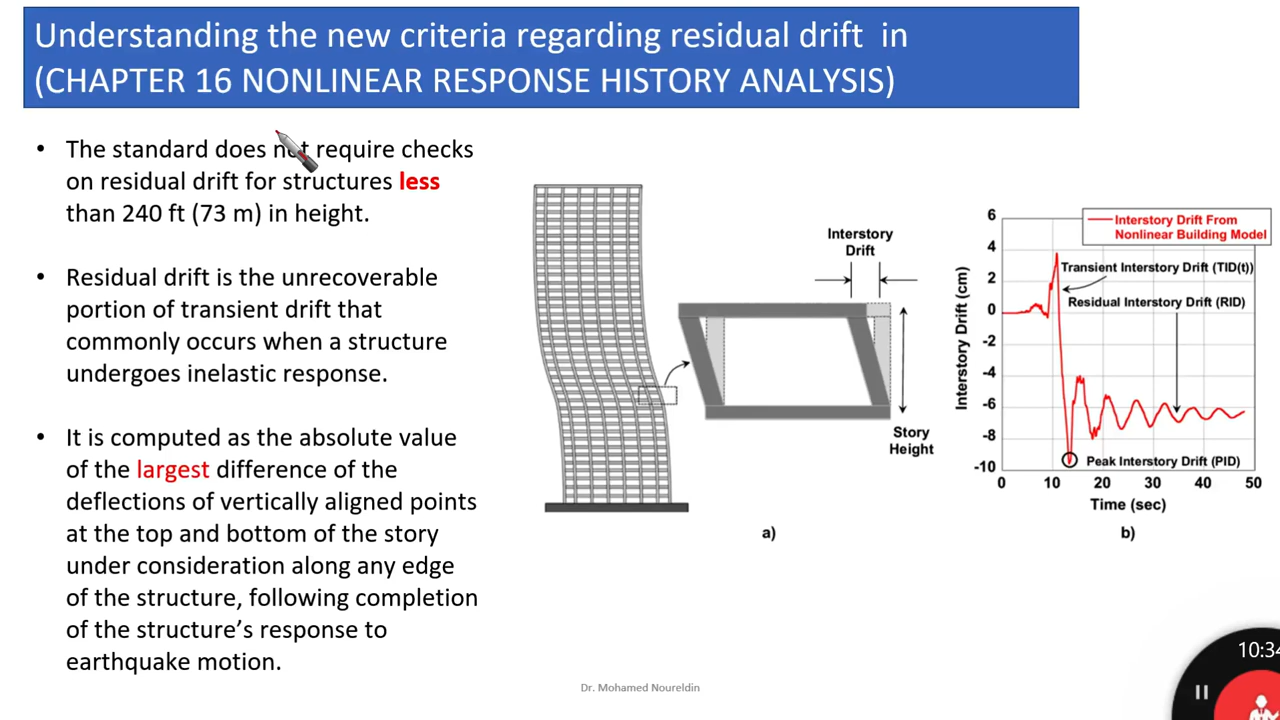 Understanding the new criteria regarding residual drift in
(CHAPTER 16 NONLINEAR RESPONSE HISTORY ANALYSIS)
• The standard does not require checks
on residual drift for structures less
than 240 ft (73 m) in height.
• Residual drift is the unrecoverable
portion of transient drift that
commonly occurs when a structure
undergoes inelastic response.
• It is computed as the absolute value
of the largest difference of the
deflections of vertically aligned points
at the top and bottom of the story
under consideration along any edge
of the structure, following completion
of the structure's response to
earthquake motion.
Interstory
Drift
Story
Height
a)
Interstory Drift From
Nonlinear Building Model
Transient Interstory Drift (TID(t))
Residual Interstory Drift (RID)
Peak Interstory Drift (PID)
Interstory Drift (cm)
6
4
2
0
-2
-4
-6
-8
-10
0 10 20 30 40 50
Time (sec)
b)
Dr. Mohamed Noureldin
10:34